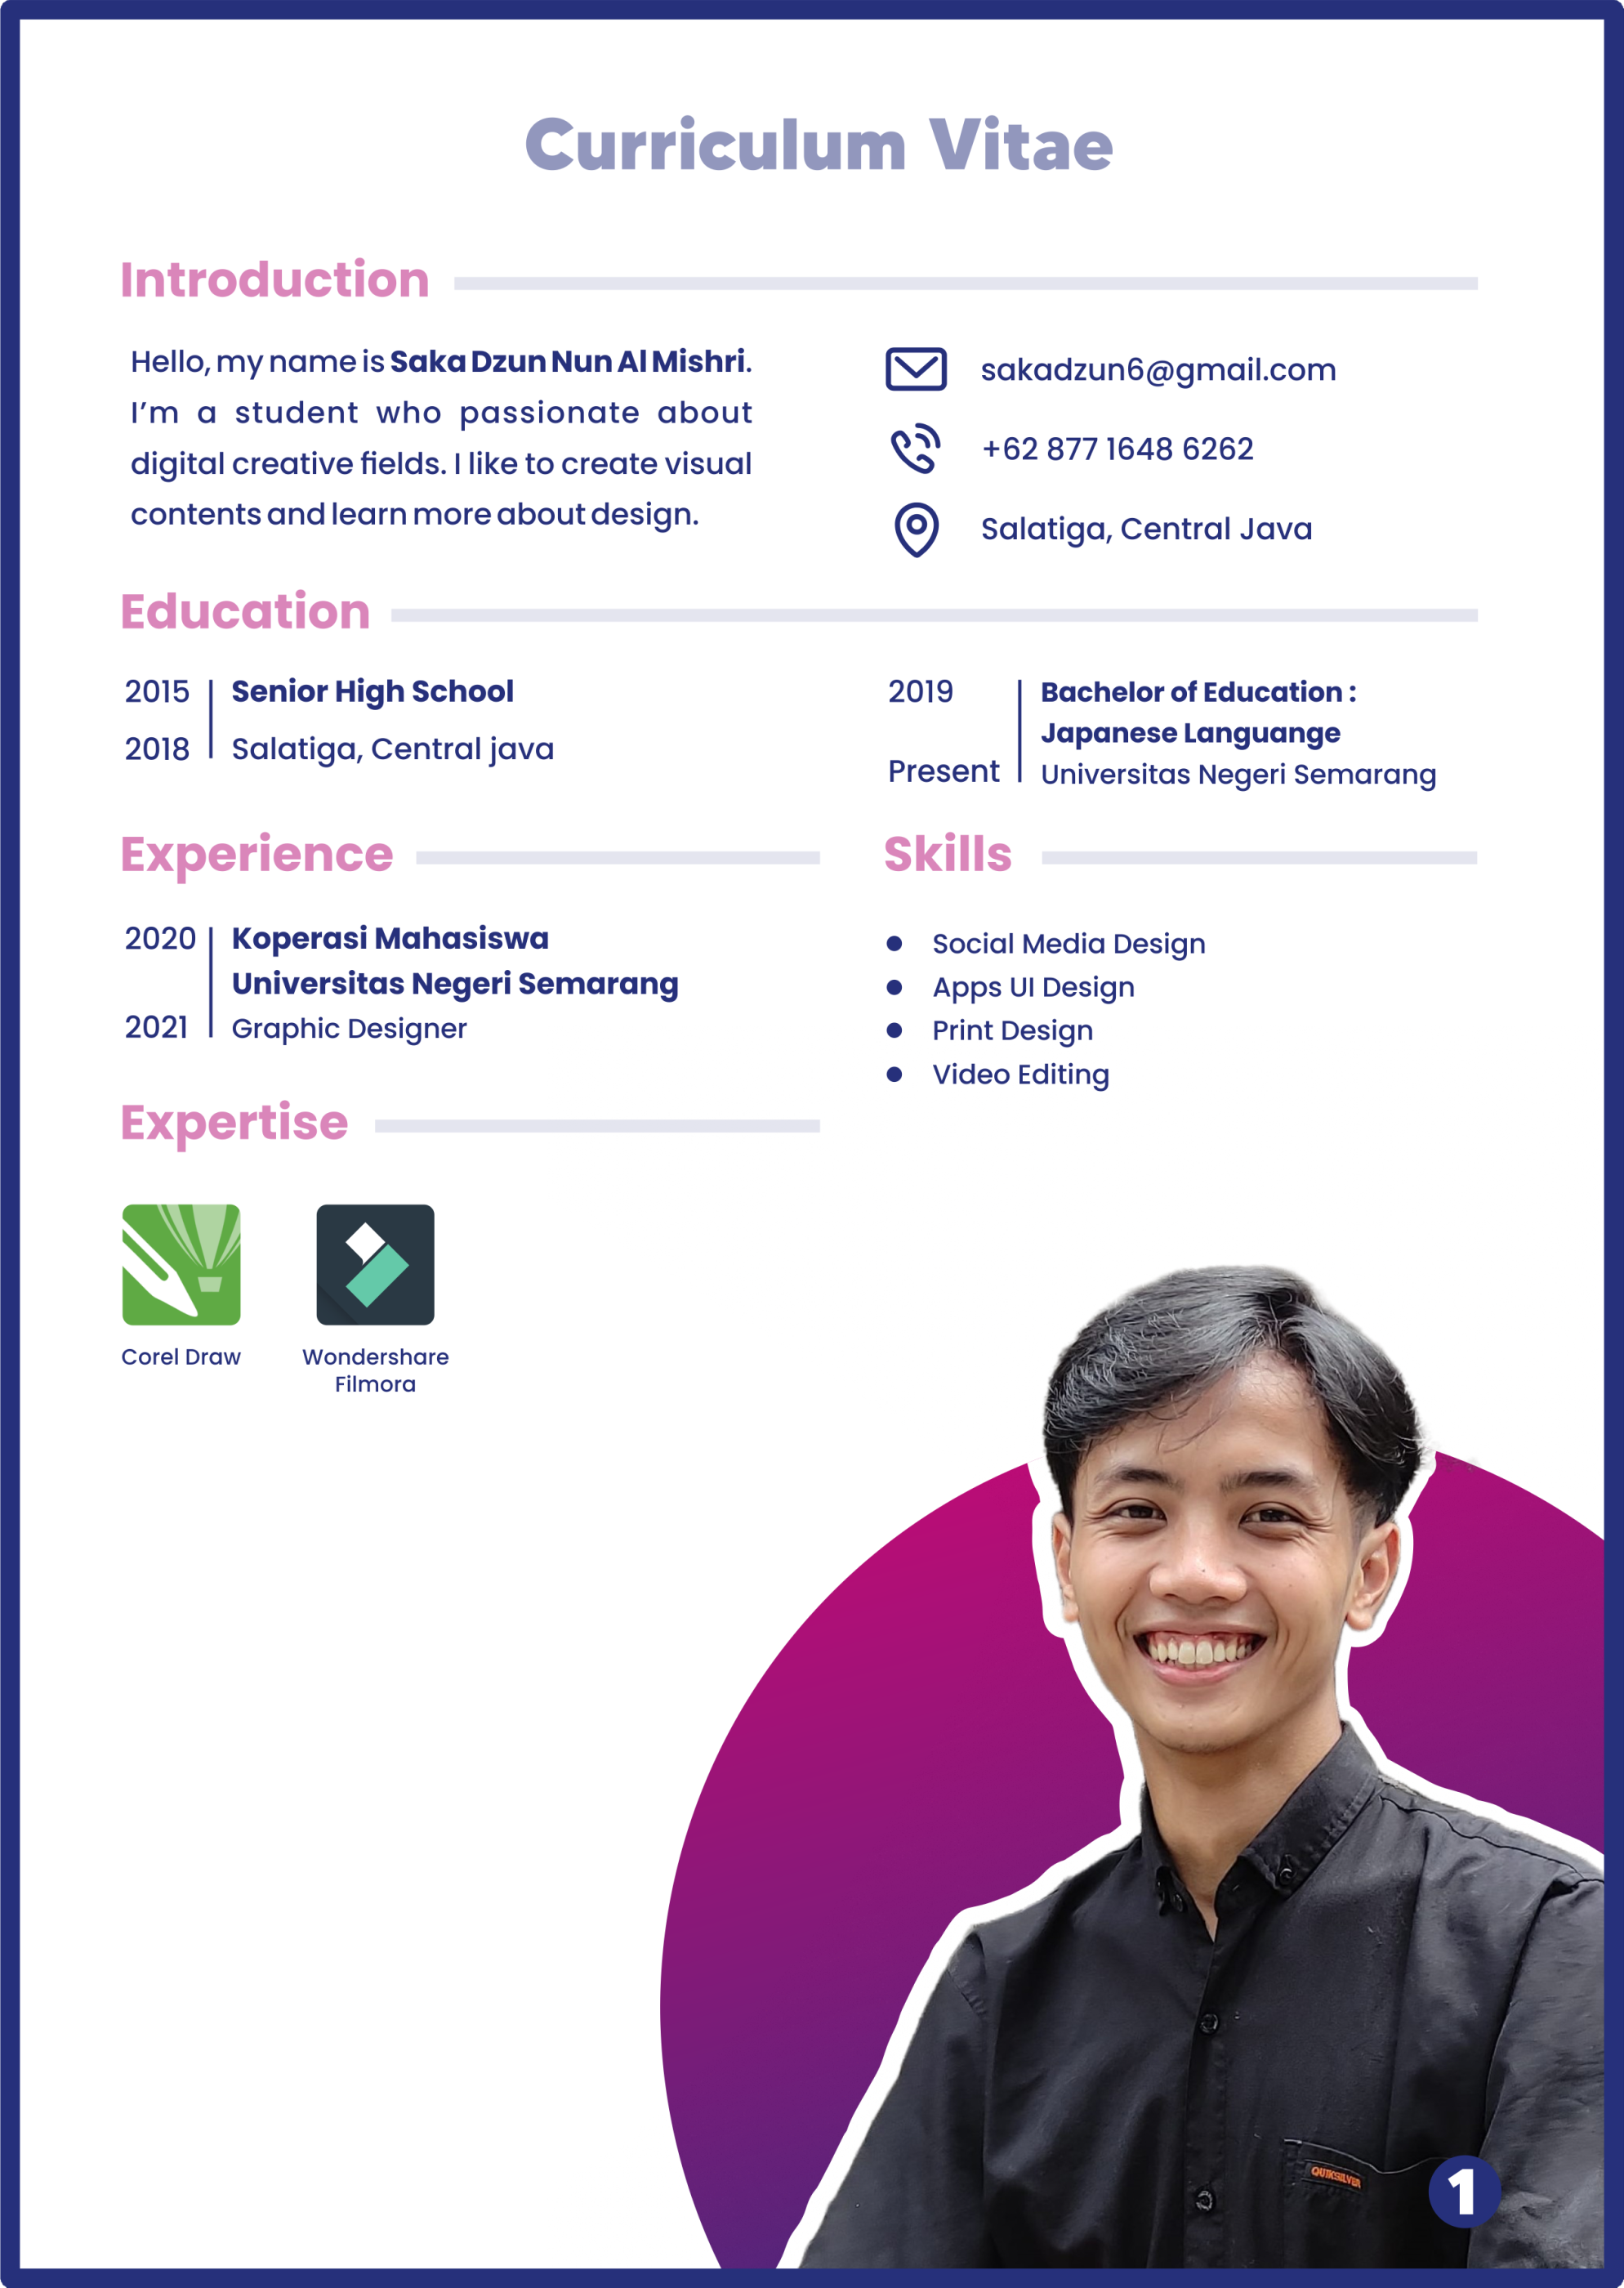 Curriculum Vitae
Introduction
Hello, my name is Saka Dzun Nun Al Mishri.
I’m a student who passionate about
digital creative fields. I like to create visual
contents and learn more about design.
sakadzun6@gmail.com
+62 877 1648 6262
Salatiga, Central Java
Education
2015
Senior High School
2018
Salatiga, Central java
2019
Bachelor of Education :
Japanese Languange
Present
Universitas Negeri Semarang
Experience
2020
Koperasi Mahasiswa
Universitas Negeri Semarang
2021
Graphic Designer
Skills
Social Media Design
Apps UI Design
Print Design
Video Editing
Expertise
Corel Draw
Wondershare
Filmora
QUIKSILVER
1